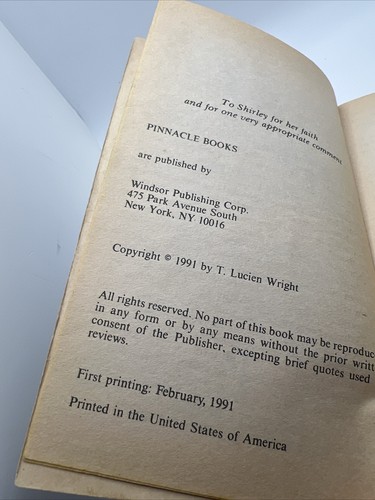 To Shirley for her faith
and for one very appropriate comment
PINNACLE BOOKS
are published by
Windsor Publishing Corp.
475 Park Avenue South
New York, NY 10016
Copyright © 1991 by T. Lucien Wright
All rights reserved. No part of this book may be reproduce
in any form or by any means without the prior writt
consent of the Publisher, excepting brief quotes used
reviews.
First printing: February, 1991
Printed in the United States of America